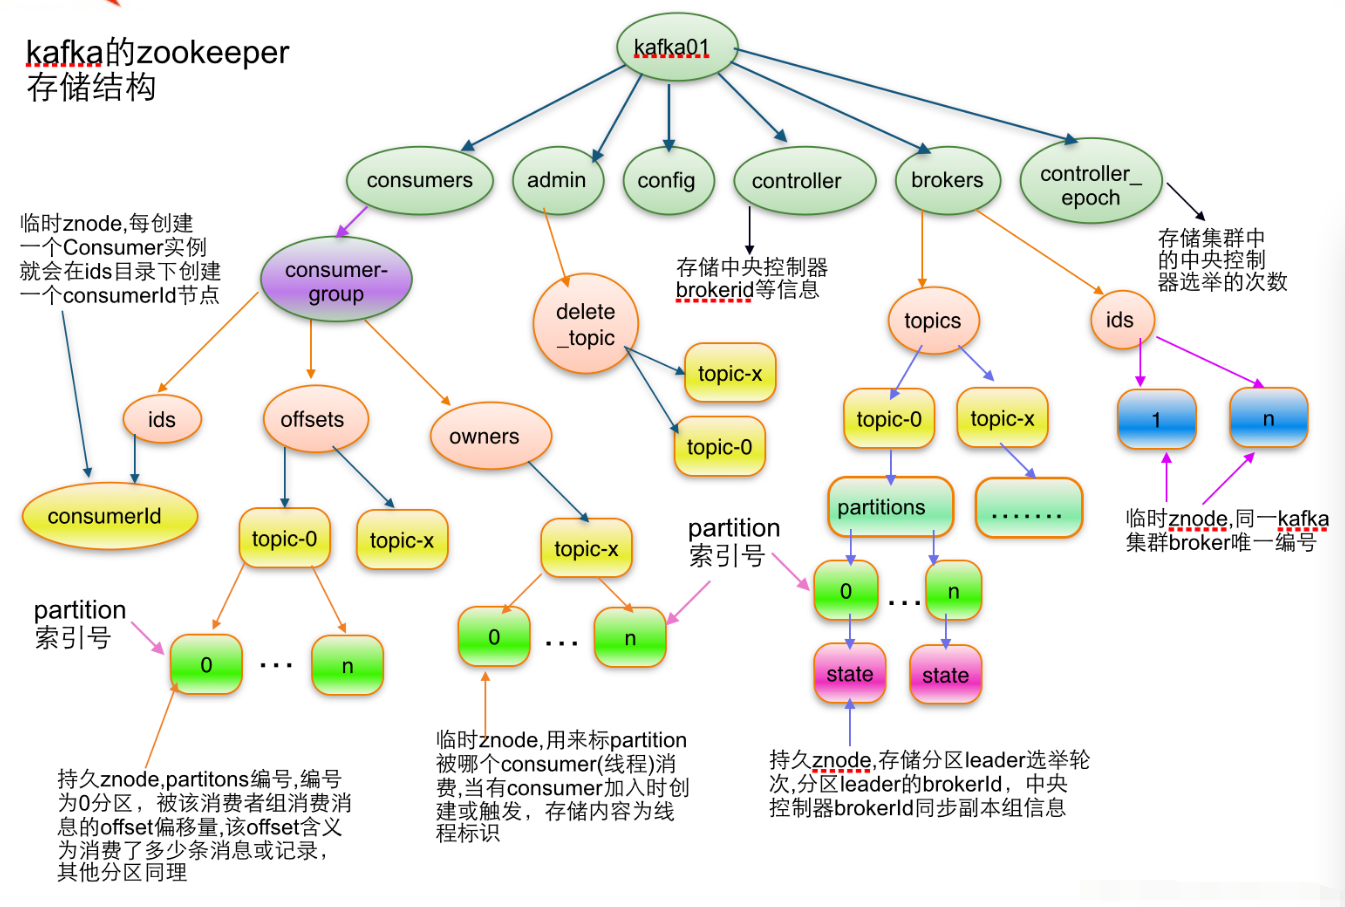 kafka的zookeeper
存储结构
kafka01
consumers
admin
config
controller
brokers
controller_
epoch
临时znode,每创建
一个Consumer实例
就会在ids目录下创建
一个consumerId节点
consumer-
group
存储中央控制器
brokerid等信息
存储集群中
的中央控制
器选举的次数
delete
_topic
topics
ids
topic-x
topic-0
ids
offsets
owners
topic-0
topic-x
1
n
consumerId
topic-0
topic-x
topic-x
partition
索引号
partitions
.......
临时znode,同一kafka
集群broker唯一编号
0
...
n
partition
索引号
0
...
n
0
...
n
state
state
持久znode,partitons编号,编号
为0分区，被该消费者组消费消
息的offset偏移量,该offset含义
为消费了多少条消息或记录，
其他分区同理
临时znode,用来标partition
被哪个consumer(线程)消
费,当有consumer加入时创
建或触发，存储内容为线
程标识
持久znode,存储分区leader选举轮
次,分区leader的brokerId，中央
控制器brokerId同步副本组信息